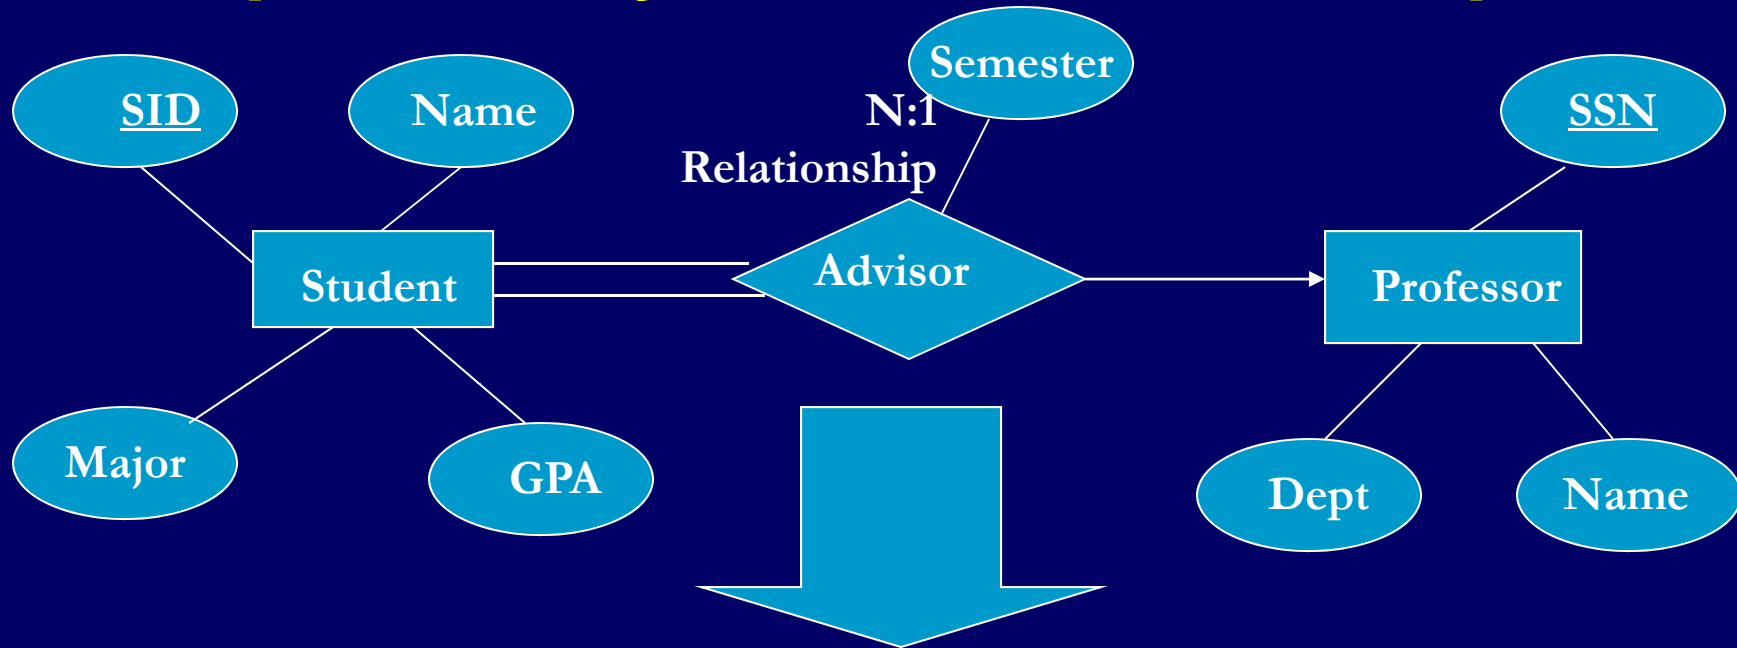 Semester
SID
Name
N:1
SSN
Relationship
Advisor
Student
Professor
Major
GPA
Dept
Name